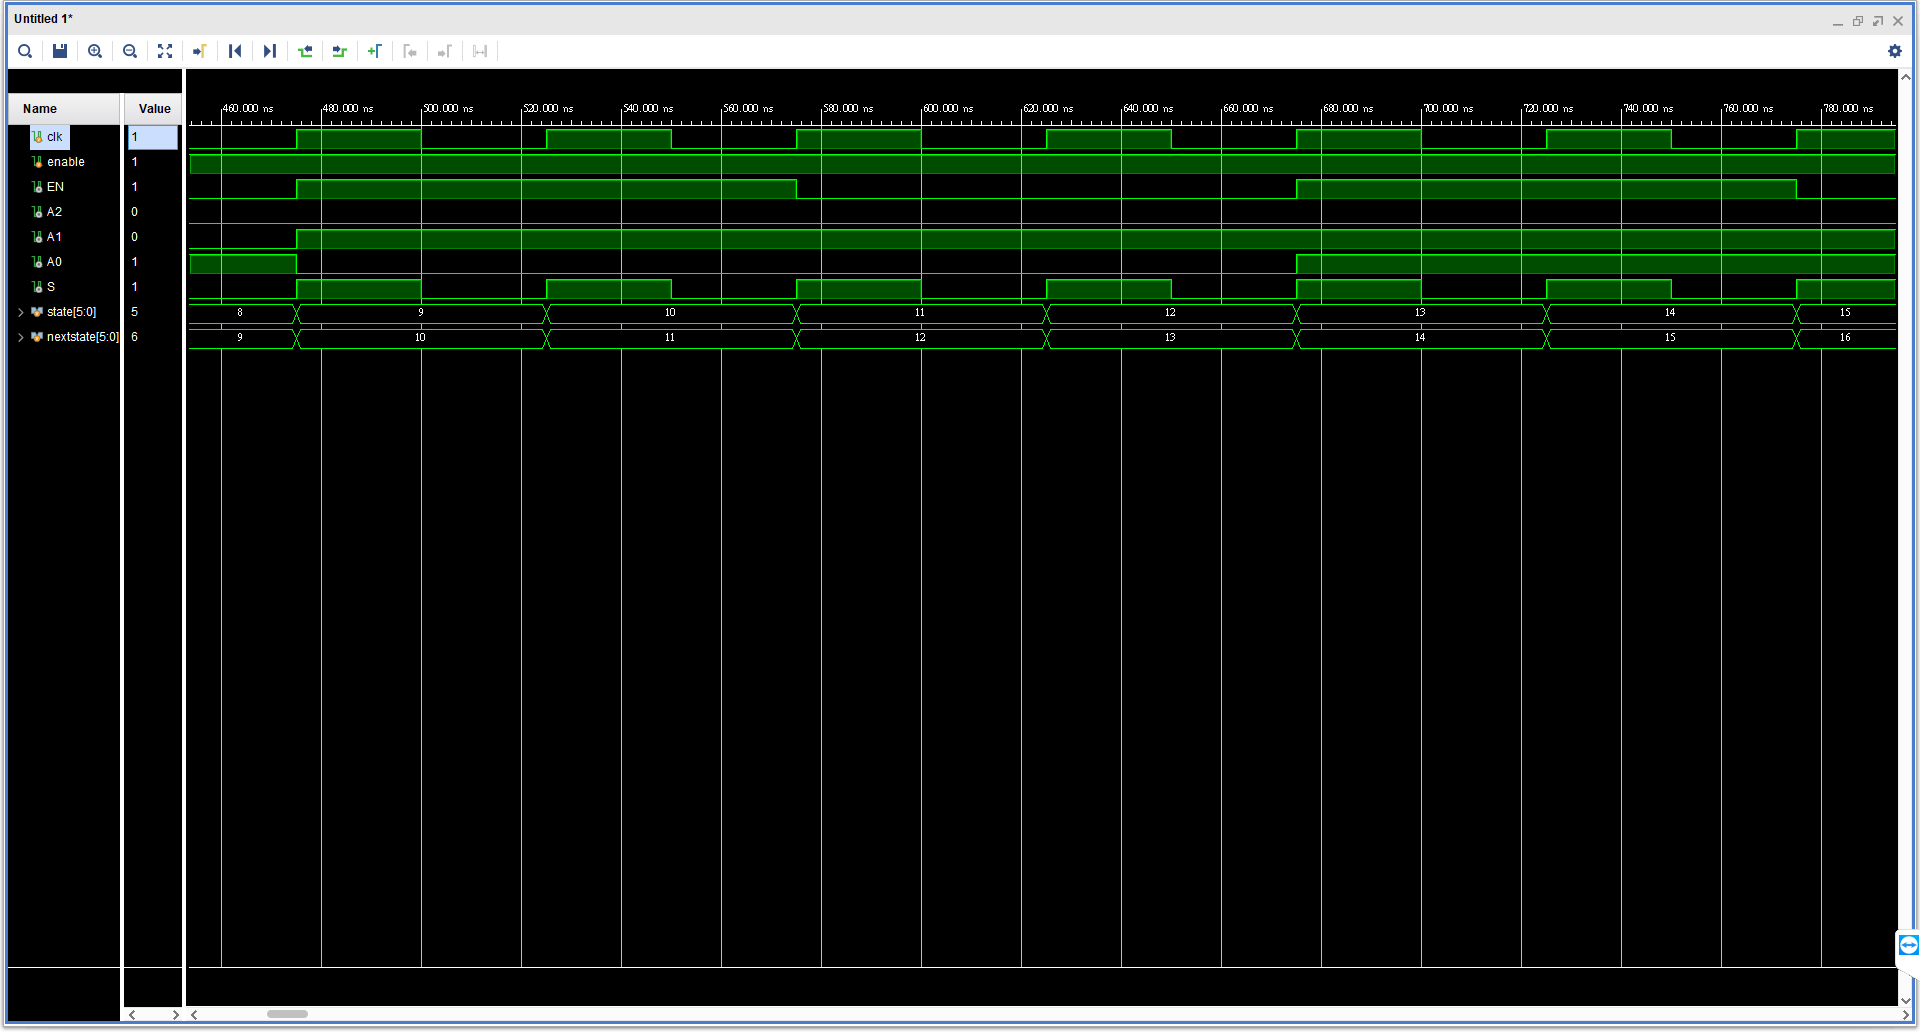 Untitled 1*
Name Value
460.000 ns 480.000 ns 500.000 ns 520.000 ns 540.000 ns 560.000 ns 580.000 ns 600.000 ns 620.000 ns 640.000 ns 660.000 ns 680.000 ns 700.000 ns 720.000 ns 740.000 ns 760.000 ns 780.000 ns
clk 1
enable 1
EN 1
A2 0
A1 0
A0 1
S 1
state[5:0] 5 8 9 10 11 12 13 14 15
nextstate[5:0] 6 9 10 11 12 13 14 15 16